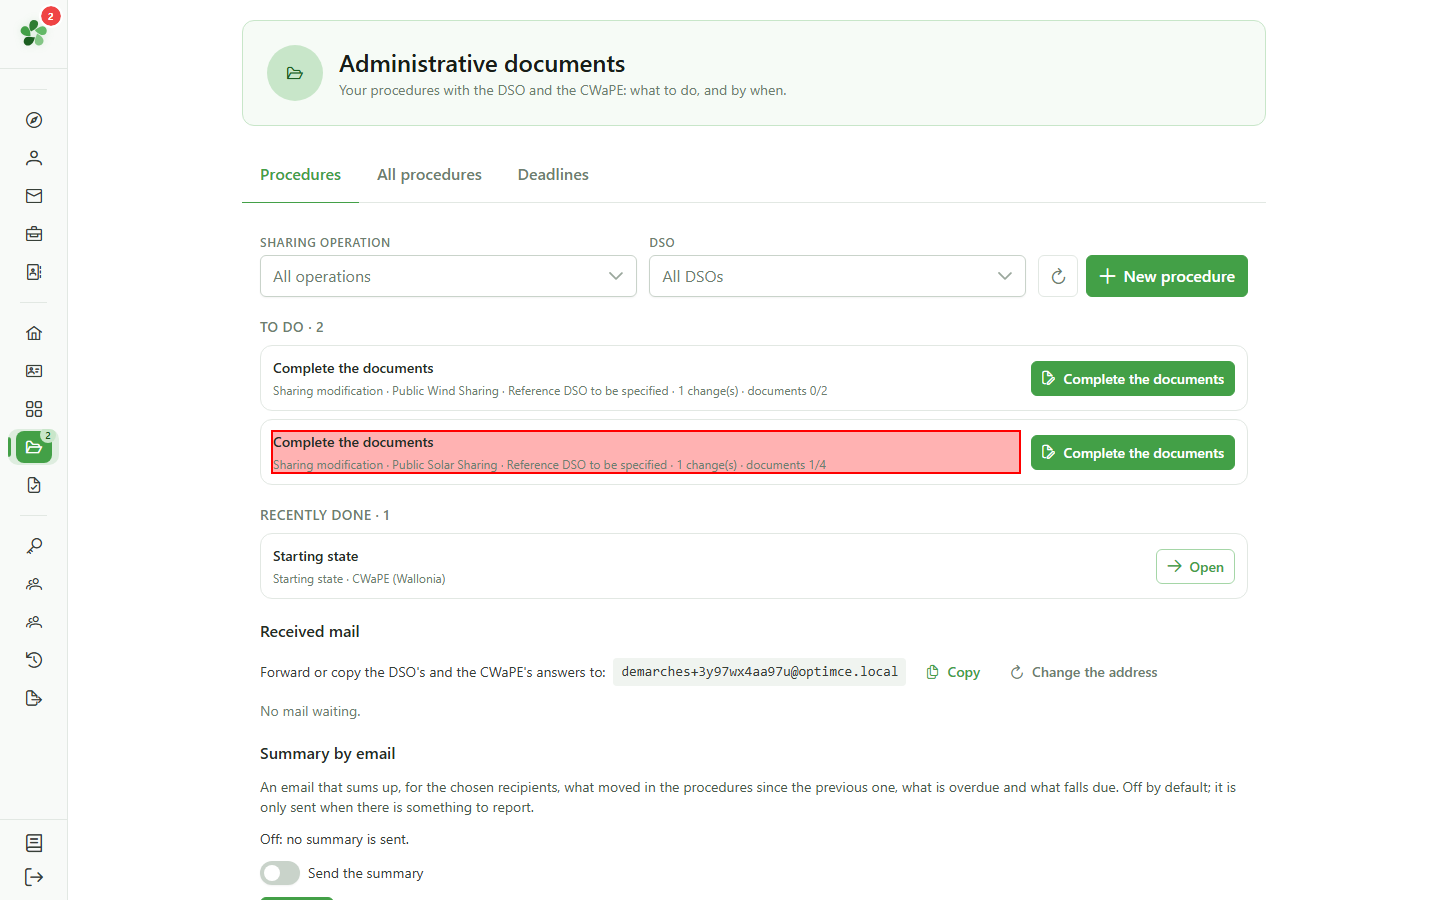 2
Administrative documents
Your procedures with the DSO and the CWaPE: what to do, and by when.
Procedures
All procedures
Deadlines
SHARING OPERATION
DSO
All operations
All DSOs
New procedure
TO DO · 2
Complete the documents
Sharing modification · Public Wind Sharing · Reference DSO to be specified · 1 change(s) · documents 0/2
Complete the documents
Complete the documents
Sharing modification · Public Solar Sharing · Reference DSO to be specified · 1 change(s) · documents 1/4
Complete the documents
2
RECENTLY DONE · 1
Starting state
Starting state · CWaPE (Wallonia)
Open
Received mail
Forward or copy the DSO's and the CWaPE's answers to: demarches+3y97wx4aa97u@optimce.local
Copy
Change the address
No mail waiting.
Summary by email
An email that sums up, for the chosen recipients, what moved in the procedures since the previous one, what is overdue and what falls due. Off by default; it is
only sent when there is something to report.
Off: no summary is sent.
Send the summary